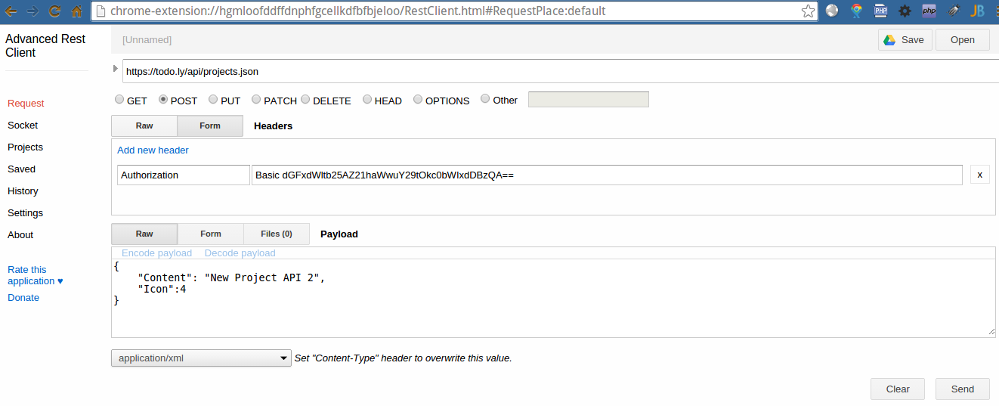 chrome-extension://hgmloofddffdnphfgcellkdfbfbjeloo/RestClient.html#RequestPlace:default
PHP
php
JB
Advanced Rest
Client
[Unnamed]
Save
Open
https://todo.ly/api/projects.json
Request
GET
POST
PUT
PATCH
DELETE
HEAD
OPTIONS
Other
Socket
Raw
Form
Headers
Projects
Add new header
Saved
Authorization
Basic dGFxdWltb25AZ21haWwuY29tOkc0bWIxdDBzQA==
x
History
Settings
About
Raw
Form
Files (0)
Payload
Encode payload
Decode payload
Rate this
application ♥
Donate
{
"Content": "New Project API 2",
"Icon":4
}
application/xml
Set "Content-Type" header to overwrite this value.
Clear
Send